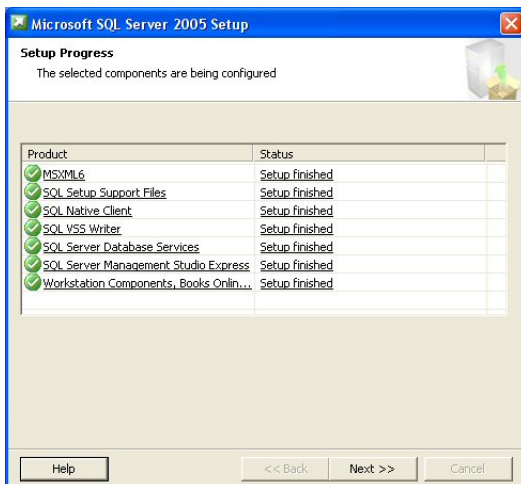 Microsoft SQL Server 2005 Setup
Setup Progress
The selected components are being configured
Product Status
MSXML6 Setup finished
SQL Setup Support Files Setup finished
SQL Native Client Setup finished
SQL VSS Writer Setup finished
SQL Server Database Services Setup finished
SQL Server Management Studio Express Setup finished
Workstation Components, Books Onlin... Setup finished
Help << Back Next >> Cancel